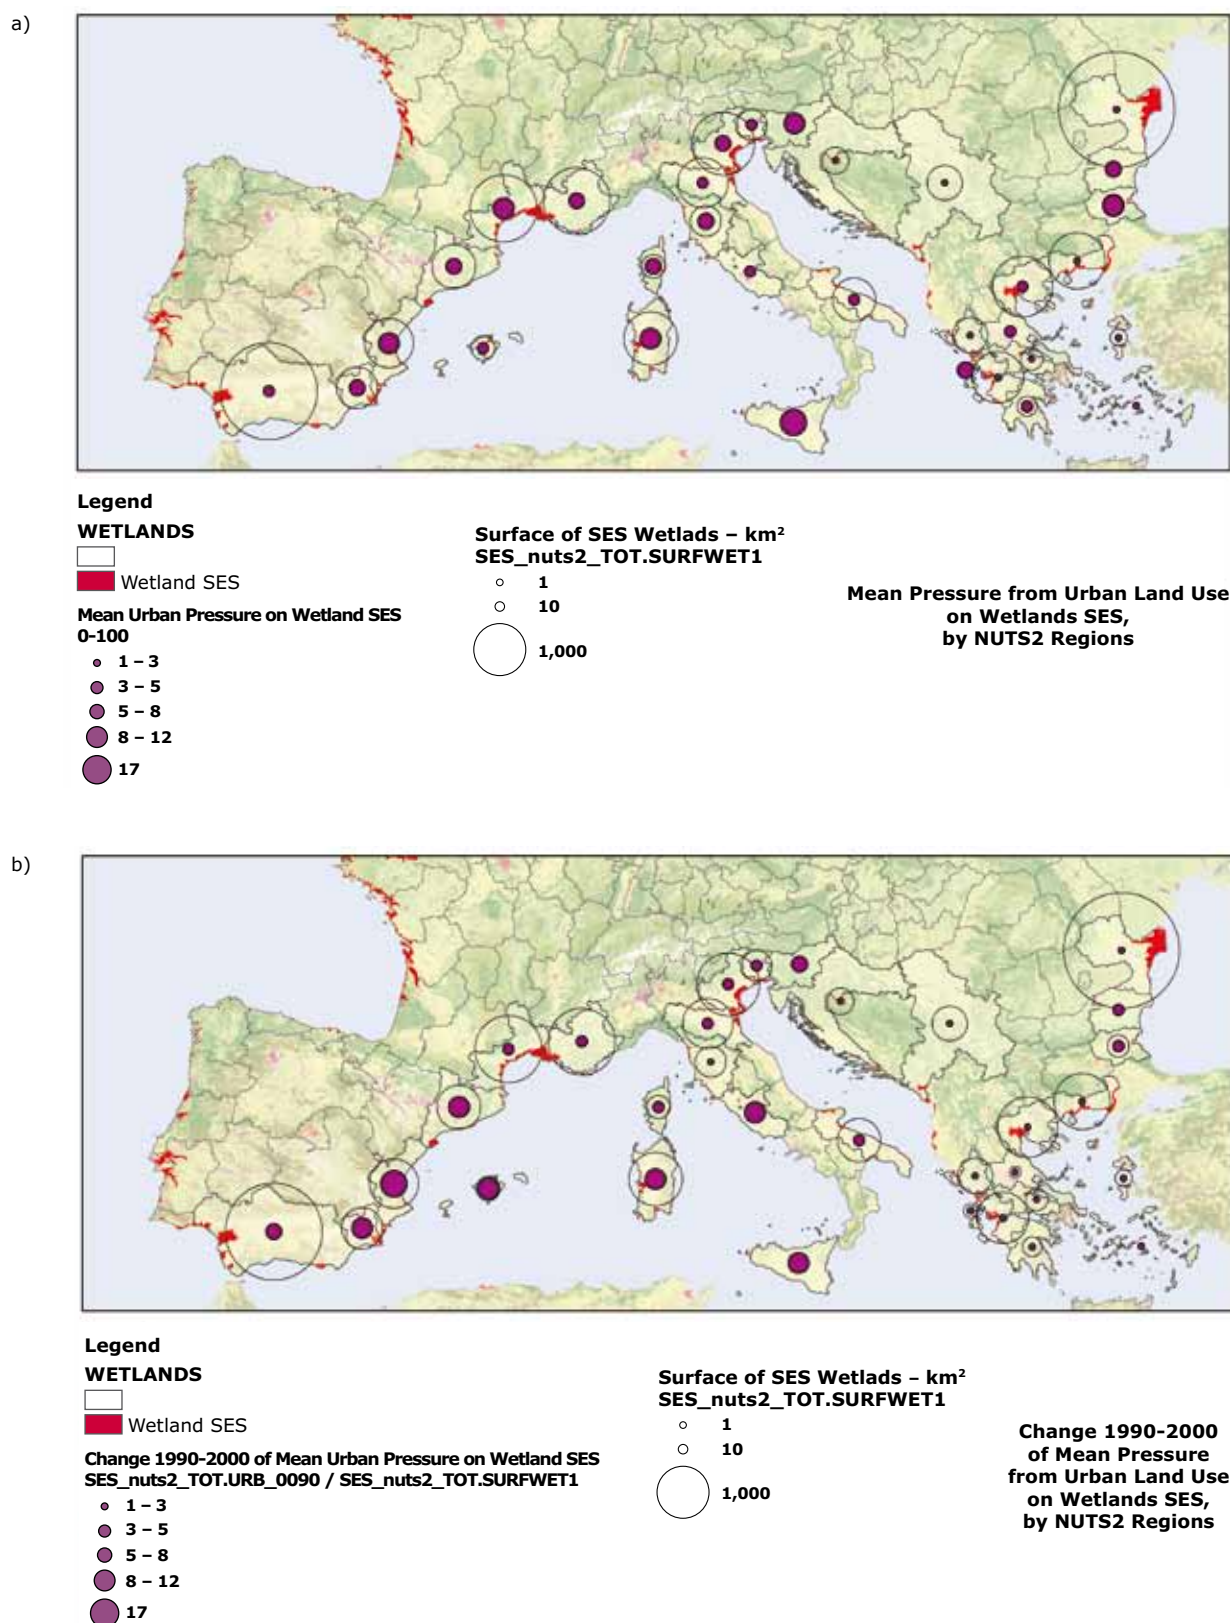 a)
Legend
WETLANDS
Wetland SES
Mean Urban Pressure on Wetland SES
0-100
1 – 3
3 – 5
5 – 8
8 – 12
17
Surface of SES Wetlads – km²
SES_nuts2_TOT.SURFWET1
1
10
1,000
Mean Pressure from Urban Land Use
on Wetlands SES,
by NUTS2 Regions
b)
Legend
WETLANDS
Wetland SES
Change 1990-2000 of Mean Urban Pressure on Wetland SES
SES_nuts2_TOT.URB_0090 / SES_nuts2_TOT.SURFWET1
1 – 3
3 – 5
5 – 8
8 – 12
17
Surface of SES Wetlads – km²
SES_nuts2_TOT.SURFWET1
1
10
1,000
Change 1990-2000
of Mean Pressure
from Urban Land Use
on Wetlands SES,
by NUTS2 Regions